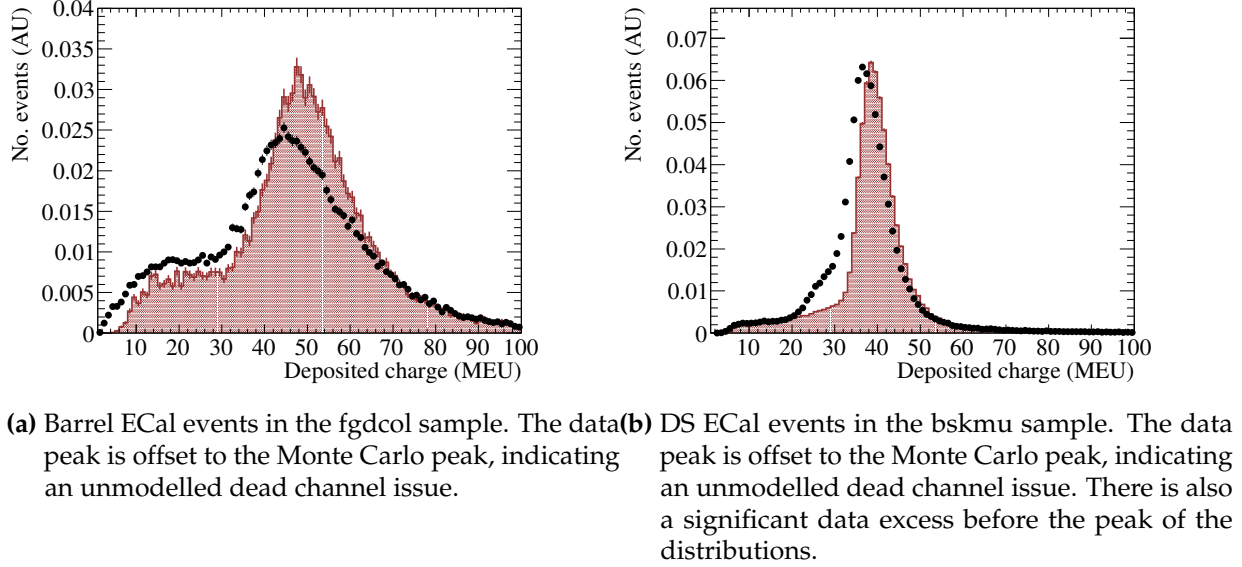 No. events (AU)
0.04
0.035
0.03
0.025
0.02
0.015
0.01
0.005
0
10 20 30 40 50 60 70 80 90 100
Deposited charge (MEU)
No. events (AU)
0.07
0.06
0.05
0.04
0.03
0.02
0.01
0
10 20 30 40 50 60 70 80 90 100
Deposited charge (MEU)
(a) Barrel ECal events in the fgdcol sample. The data
peak is offset to the Monte Carlo peak, indicating
an unmodelled dead channel issue.
(b) DS ECal events in the bskmu sample. The data
peak is offset to the Monte Carlo peak, indicating
an unmodelled dead channel issue. There is also
a significant data excess before the peak of the
distributions.